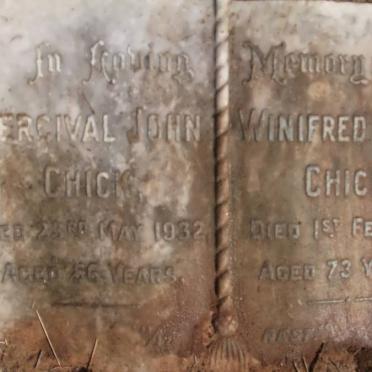 In Loving
Memory
ERCIVAL JOHN
CHICK
ED 23RD MAY 1932
AGED 56 YEARS.
WINIFRED
CHIC
DIED 1ST FE
AGED 73 Y